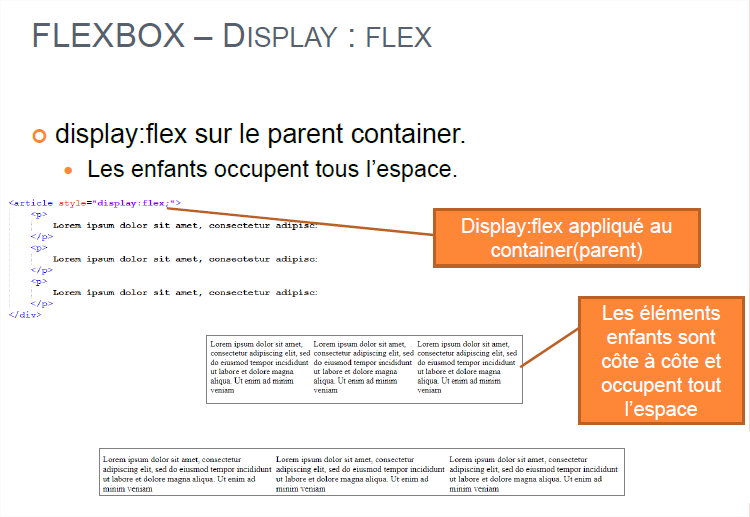 FLEXBOX – DISPLAY : FLEX
display:flex sur le parent container.
Les enfants occupent tous l’espace.
<article style="display:flex;">
<p>
Lorem ipsum dolor sit amet, consectetur adipisc
</p>
<p>
Lorem ipsum dolor sit amet, consectetur adipisc
</p>
<p>
Lorem ipsum dolor sit amet, consectetur adipisc
</p>
</div>
Display:flex appliqué au
container(parent)
Les éléments
enfants sont
côte à côte et
occupent tout
l’espace
Lorem ipsum dolor sit amet,
consectetur adipiscing elit, sed
do eiusmod tempor incididunt
ut labore et dolore magna
aliqua. Ut enim ad minim
veniam
Lorem ipsum dolor sit amet,
consectetur adipiscing elit, sed
do eiusmod tempor incididunt
ut labore et dolore magna
aliqua. Ut enim ad minim
veniam
Lorem ipsum dolor sit amet,
consectetur adipiscing elit, sed
do eiusmod tempor incididunt
ut labore et dolore magna
aliqua. Ut enim ad minim
veniam
Lorem ipsum dolor sit amet, consectetur
adipiscing elit, sed do eiusmod tempor incididunt
ut labore et dolore magna aliqua. Ut enim ad
minim veniam
Lorem ipsum dolor sit amet, consectetur
adipiscing elit, sed do eiusmod tempor incididunt
ut labore et dolore magna aliqua. Ut enim ad
minim veniam
Lorem ipsum dolor sit amet, consectetur
adipiscing elit, sed do eiusmod tempor incididunt
ut labore et dolore magna aliqua. Ut enim ad
minim veniam